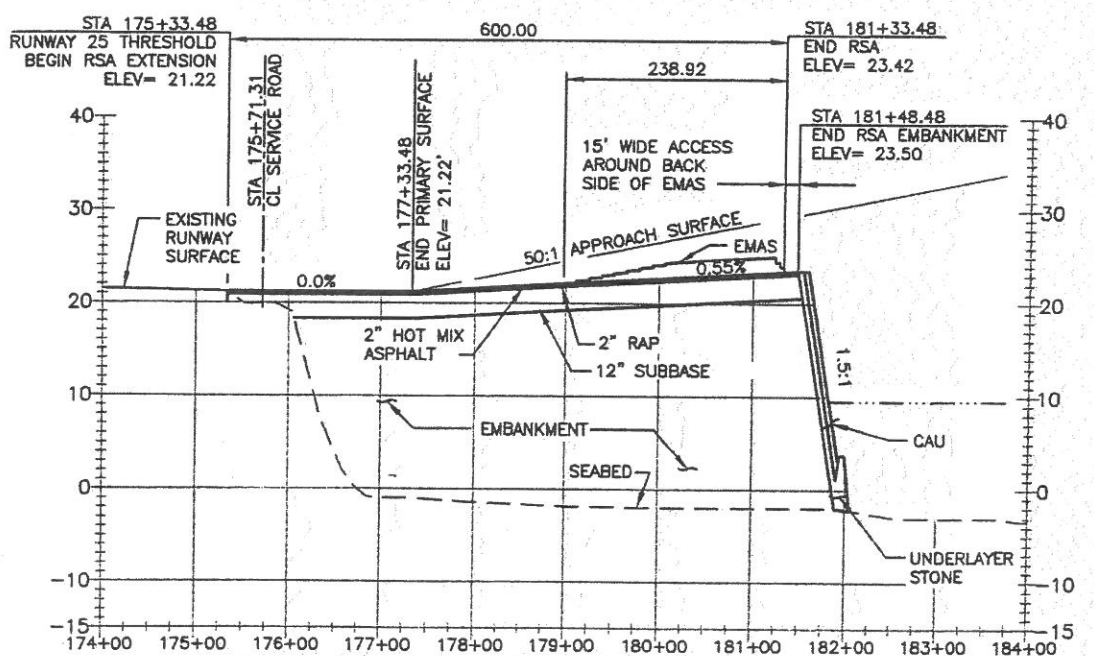 STA 175+33.48
RUNWAY 25 THRESHOLD
BEGIN RSA EXTENSION
ELEV= 21.22
600.00
STA 181+33.48
END RSA
ELEV= 23.42
238.92
STA 181+48.48
END RSA EMBANKMENT
ELEV= 23.50
15' WIDE ACCESS
AROUND BACK
SIDE OF EMAS
STA 175+71.31
CL SERVICE ROAD
STA 177+33.48
END PRIMARY SURFACE
ELEV= 21.22'
EXISTING
RUNWAY
SURFACE
50:1 APPROACH SURFACE
EMAS
0.0%
0.55%
2" HOT MIX
ASPHALT
2" RAP
12" SUBBASE
1.5:1
CAU
EMBANKMENT
SEABED
UNDERLAYER
STONE
40
30
20
10
0
-10
-15
40
30
20
10
0
-10
-15
174+00 175+00 176+00 177+00 178+00 179+00 180+00 181+00 182+00 183+00 184+00